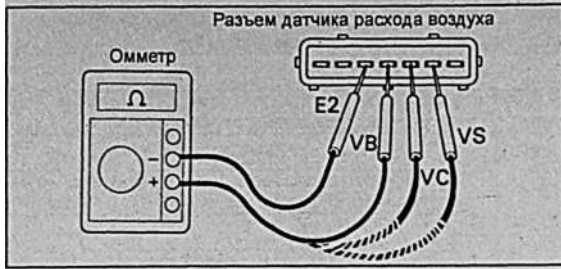 Разъем датчика расхода воздуха
Омметр
Ω
E2
VB
VS
VC
−
+